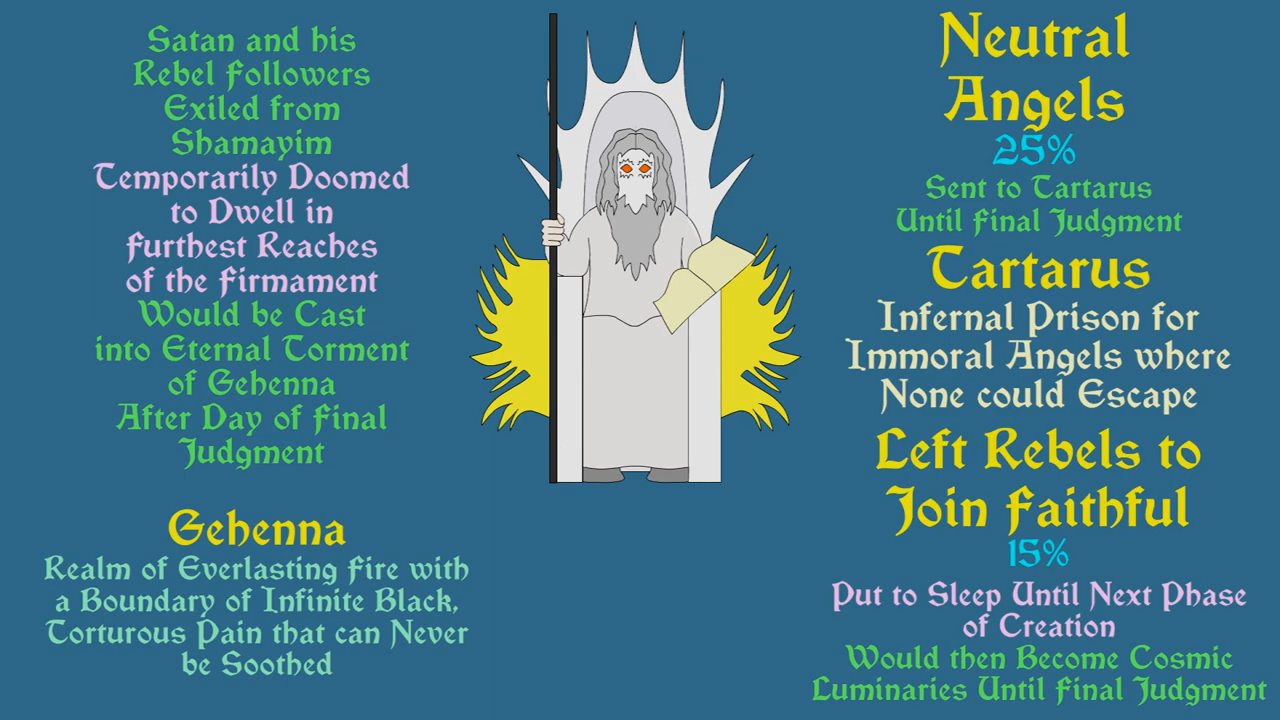 Satan and his
Rebel Followers
Exiled from
Shamayim
Temporarily Doomed
to Dwell in
Furthest Reaches
of the Firmament
Would be Cast
into Eternal Torment
of Gehenna
After Day of Final
Judgment
Gehenna
Realm of Everlasting Fire with
a Boundary of Infinite Black,
Torturous Pain that can Never
be Soothed
Neutral
Angels
25%
Sent to Tartarus
Until Final Judgment
Tartarus
Infernal Prison for
Immoral Angels where
None could Escape
Left Rebels to
Join Faithful
15%
Put to Sleep Until Next Phase
of Creation
Would then Become Cosmic
Luminaries Until Final Judgment